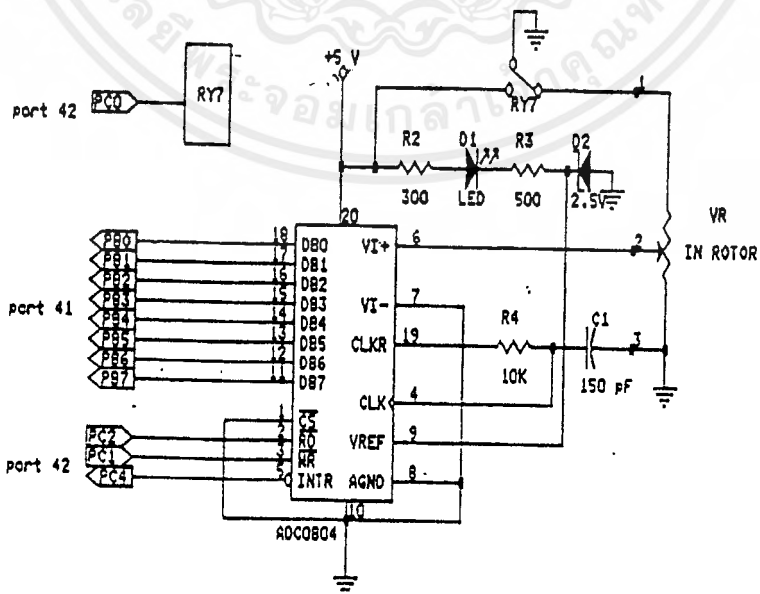 +5 V
port 42
PC0
RY7
RY7
1
R2
D1
R3
D2
300
LED
500
2.5V
VR
IN ROTOR
20
PB0
18
DB0
VI+
6
2
PB1
17
DB1
PB2
16
DB2
port 41
PB3
15
DB3
VI-
7
PB4
14
DB4
R4
C1
PB5
13
DB5
CLKR
19
3
PB6
12
DB6
10K
150 pF
PB7
11
DB7
CLK
4
1
CS
PC2
2
RD
VREF
9
port 42
PC1
3
WR
PC4
5
INTR
AGND
8
10
ADC0804